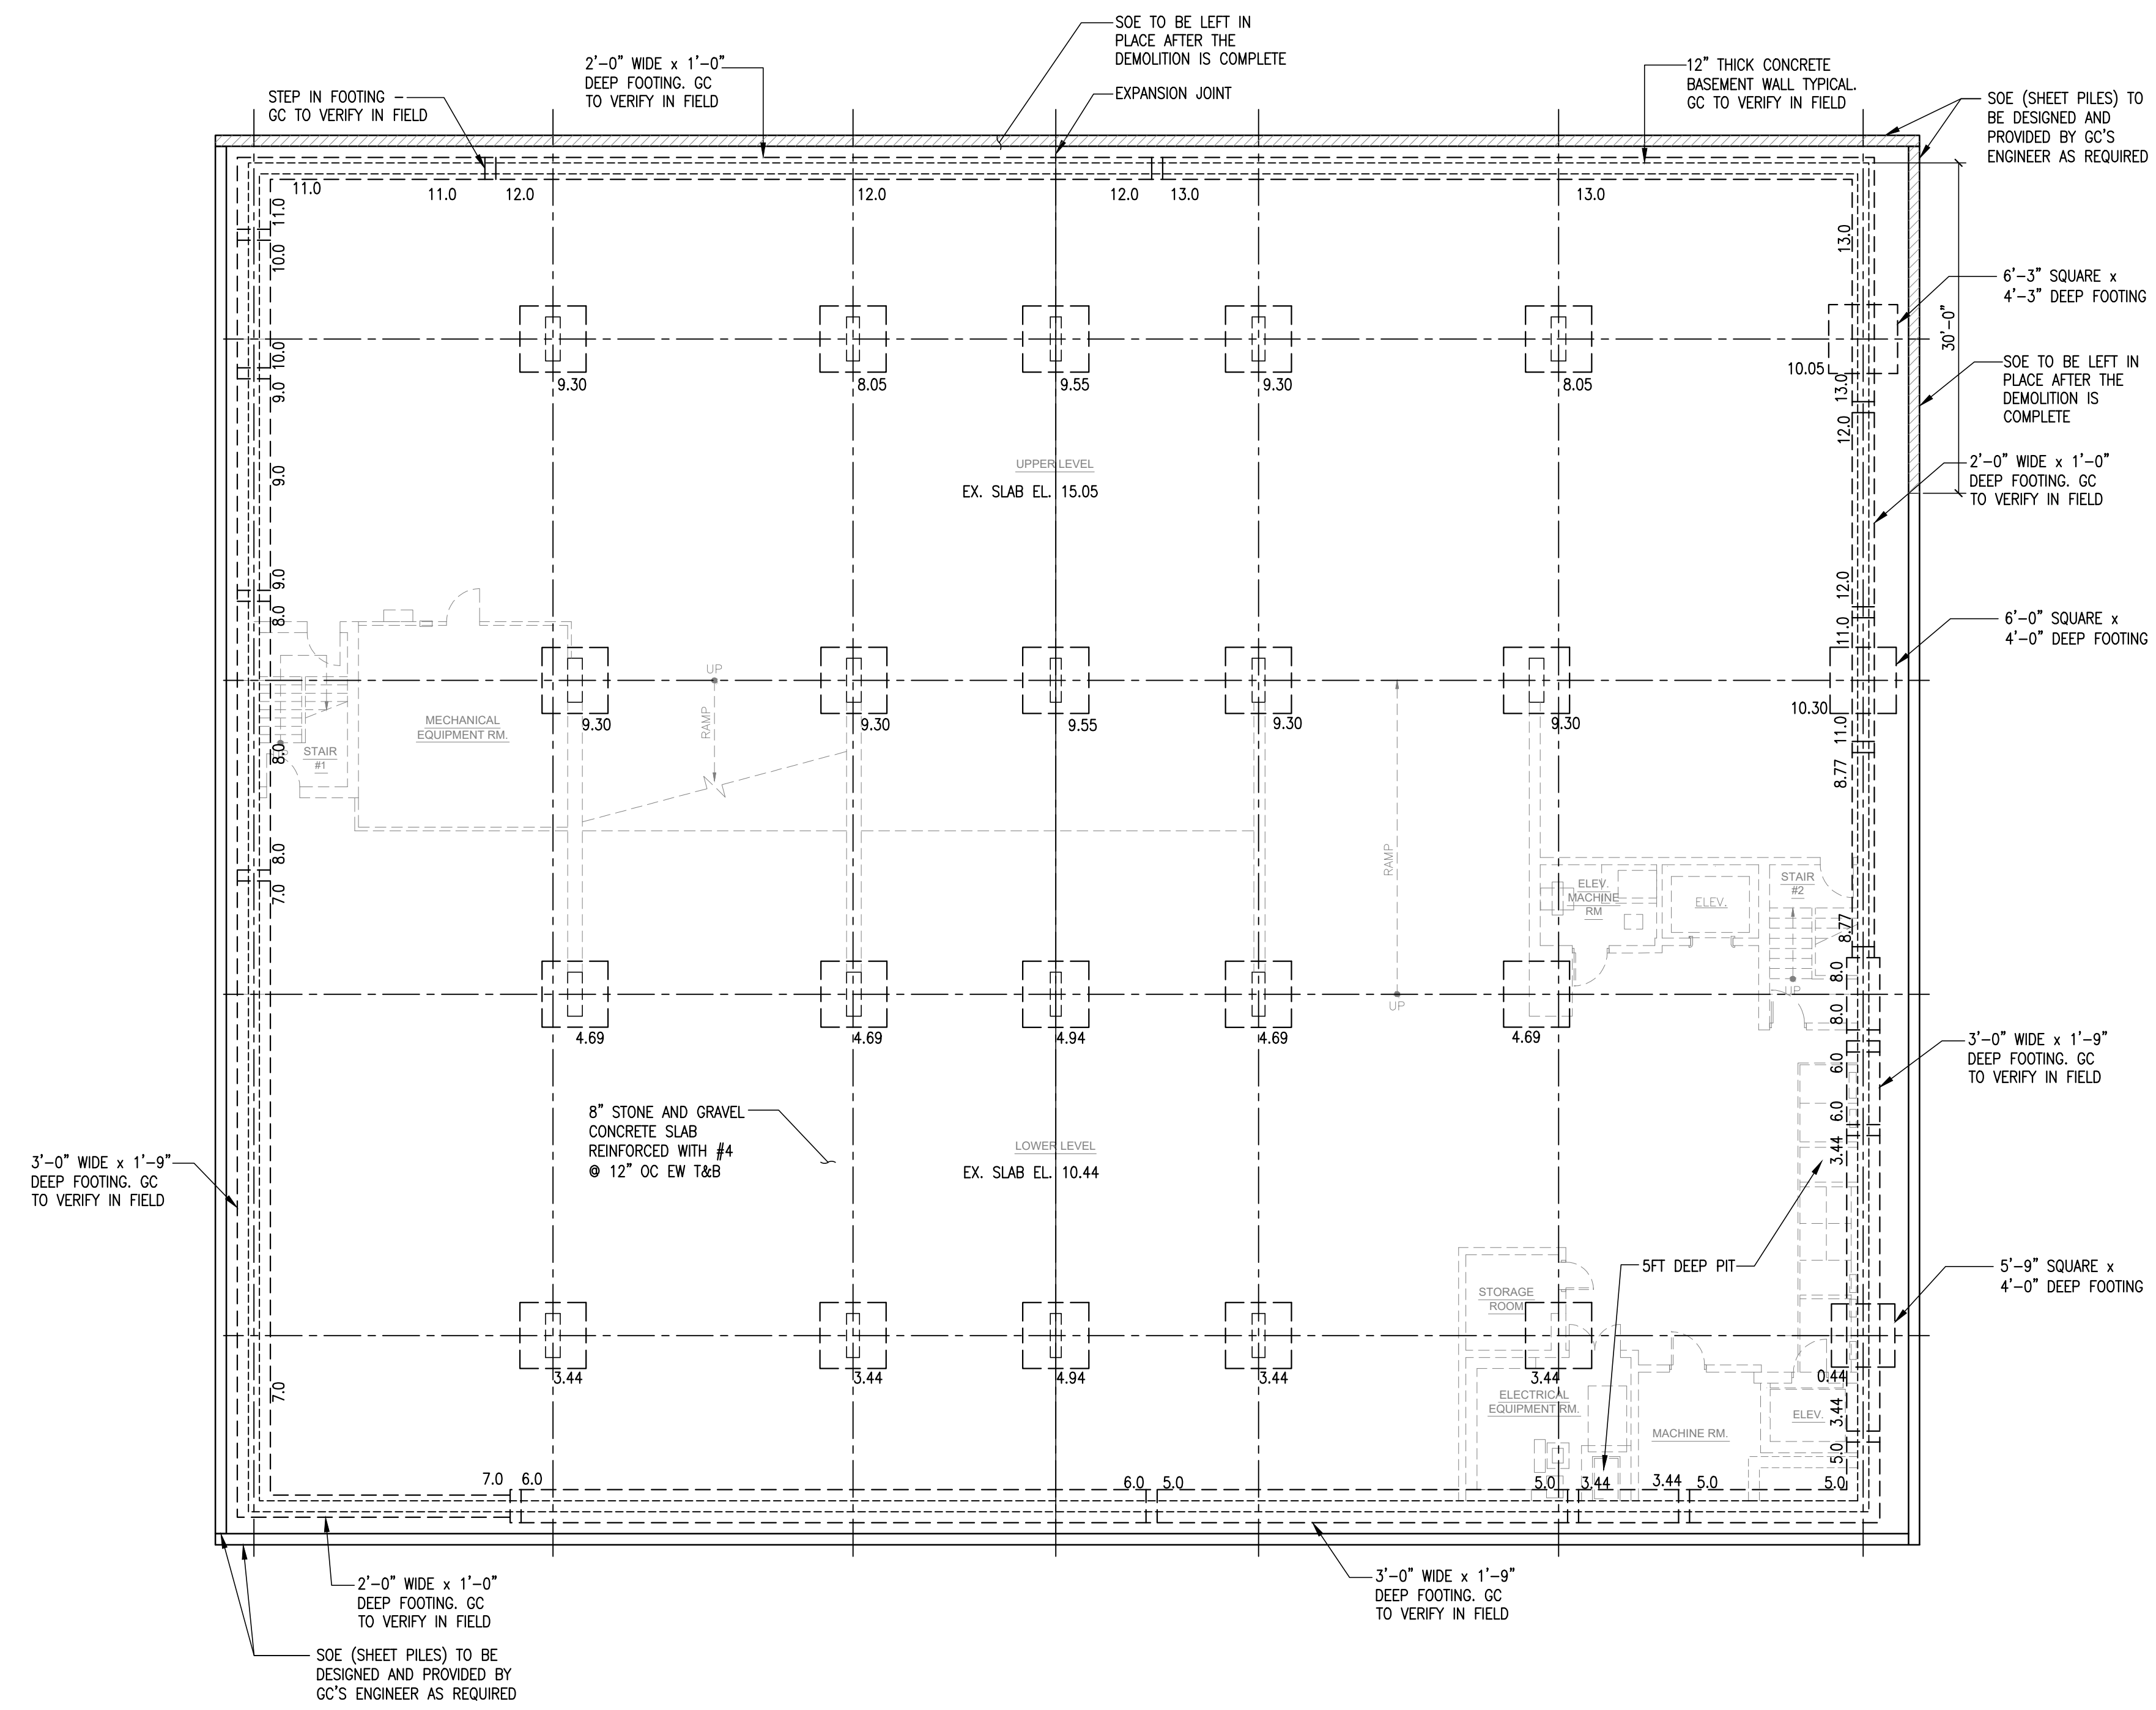 SOE TO BE LEFT IN
PLACE AFTER THE
DEMOLITION IS COMPLETE
EXPANSION JOINT
2'-0" WIDE x 1'-0"
DEEP FOOTING. GC
TO VERIFY IN FIELD
STEP IN FOOTING -
GC TO VERIFY IN FIELD
12" THICK CONCRETE
BASEMENT WALL TYPICAL.
GC TO VERIFY IN FIELD
SOE (SHEET PILES) TO
BE DESIGNED AND
PROVIDED BY GC'S
ENGINEER AS REQUIRED
11.0
11.0
12.0
12.0
12.0
13.0
13.0
11.0
10.0
10.0
9.0
9.0
9.0
8.0
8.0
8.0
7.0
7.0
13.0
13.0
12.0
12.0
11.0
11.0
8.77
8.77
8.0
8.0
6.0
6.0
3.44
3.44
5.0
30'-0"
6'-3" SQUARE x
4'-3" DEEP FOOTING
SOE TO BE LEFT IN
PLACE AFTER THE
DEMOLITION IS
COMPLETE
2'-0" WIDE x 1'-0"
DEEP FOOTING. GC
TO VERIFY IN FIELD
6'-0" SQUARE x
4'-0" DEEP FOOTING
3'-0" WIDE x 1'-9"
DEEP FOOTING. GC
TO VERIFY IN FIELD
5'-9" SQUARE x
4'-0" DEEP FOOTING
9.30
8.05
9.55
9.30
8.05
10.05
UPPER LEVEL
EX. SLAB EL. 15.05
9.30
9.30
9.55
9.30
9.30
10.30
MECHANICAL
EQUIPMENT RM.
STAIR
#1
UP
UP
RAMP
RAMP
UP
ELEV.
MACHINE
RM
ELEV.
STAIR
#2
UP
4.69
4.69
4.94
4.69
4.69
8" STONE AND GRAVEL
CONCRETE SLAB
REINFORCED WITH #4
@ 12" OC EW T&B
LOWER LEVEL
EX. SLAB EL. 10.44
5FT DEEP PIT
STORAGE
ROOM
3.44
3.44
4.94
3.44
3.44
0.44
ELECTRICAL
EQUIPMENT RM.
MACHINE RM.
ELEV.
7.0
6.0
6.0
5.0
5.0
3.44
3.44
5.0
5.0
3'-0" WIDE x 1'-9"
DEEP FOOTING. GC
TO VERIFY IN FIELD
2'-0" WIDE x 1'-0"
DEEP FOOTING. GC
TO VERIFY IN FIELD
3'-0" WIDE x 1'-9"
DEEP FOOTING. GC
TO VERIFY IN FIELD
SOE (SHEET PILES) TO BE
DESIGNED AND PROVIDED BY
GC'S ENGINEER AS REQUIRED